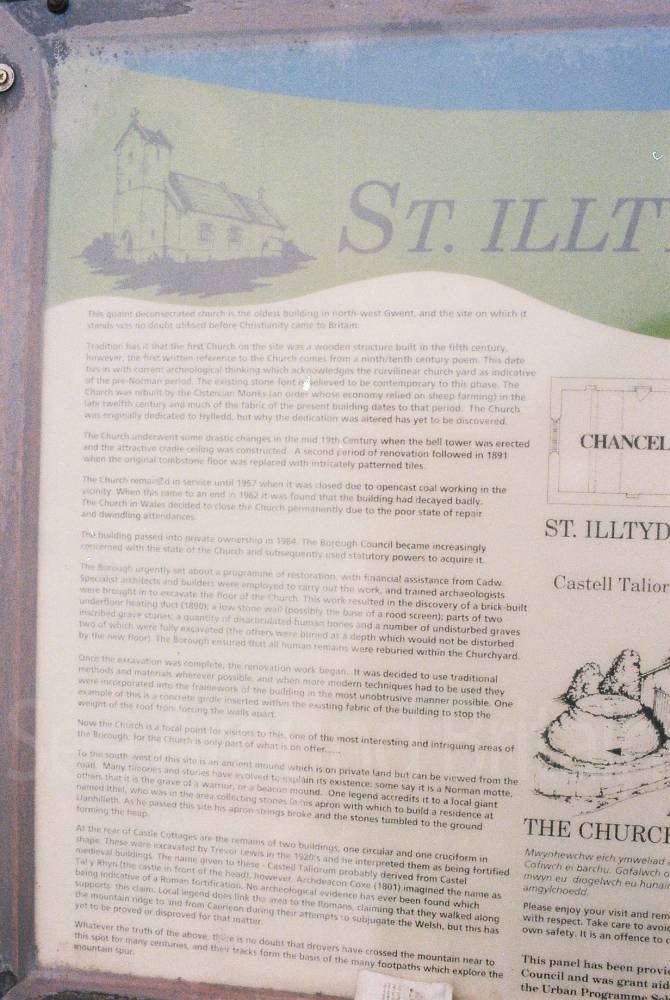 ST. ILLTY
This quaint deconsecrated church is the oldest building in north-west Gwent, and the site on which it
stands was no doubt utilised before Christianity came to Britain.
Tradition has it that the first Church on the site was a wooden structure built in the fifth century,
however, the first written reference to the Church comes from a ninth/tenth century poem. This date
ties in with current archeological thinking which acknowledges the curvilinear church yard as indicative
of the pre-Norman period. The existing stone font is believed to be contemporary to this phase. The
Church was rebuilt by the Cistercian Monks (an order whose economy relied on sheep farming) in the
late twelfth century and much of the fabric of the present building dates to that period. The Church
was originally dedicated to Hylledd, but why the dedication was altered has yet to be discovered.
The Church underwent some drastic changes in the mid 19th Century when the bell tower was erected
and the attractive cradle ceiling was constructed. A second period of renovation followed in 1891
when the original tombstone floor was replaced with intricately patterned tiles.
The Church remained in service until 1957 when it was closed due to opencast coal working in the
vicinity. When this came to an end in 1962 it was found that the building had decayed badly.
The Church in Wales decided to close the Church permanently due to the poor state of repair
and dwindling attendances.
The building passed into private ownership in 1984. The Borough Council became increasingly
concerned with the state of the Church and subsequently used statutory powers to acquire it.
The Borough urgently set about a programme of restoration, with financial assistance from Cadw.
Specialist architects and builders were employed to carry out the work, and trained archaeologists
were brought in to excavate the floor of the Church. This work resulted in the discovery of a brick-built
underfloor heating duct (1890), a low stone wall (possibly the base of a rood screen); parts of two
inscribed grave stones; a quantity of disarticulated human bones and a number of undisturbed graves
two of which were fully excavated (the others were buried at a depth which would not be disturbed
by the new floor). The Borough ensured that all human remains were reburied within the Churchyard.
Once the excavation was complete, the renovation work began. It was decided to use traditional
methods and materials wherever possible, and when more modern techniques had to be used they
were incorporated into the framework of the building in the most unobtrusive manner possible. One
example of this is a concrete girdle inserted within the existing fabric of the building to stop the
weight of the roof from forcing the walls apart.
Now the Church is a focal point for visitors to this, one of the most interesting and intriguing areas of
the Borough, for the Church is only part of what is on offer......
To the south-west of this site is an ancient mound which is on private land but can be viewed from the
road. Many theories and stories have evolved to explain its existence; some say it is a Norman motte,
others that it is the grave of a warrior, or a beacon mound. One legend accredits it to a local giant
named Ithel, who was in the area collecting stones in his apron with which to build a residence at
Llanhilleth. As he passed this site his apron strings broke and the stones tumbled to the ground
forming the heap.
At the rear of Castle Cottages are the remains of two buildings, one circular and one cruciform in
shape. These were excavated by Trevor Lewis in the 1920's and he interpreted them as being fortified
medieval buildings. The name given to these - Castell Taliorum probably derived from Castel
Tal y Rhyn (the castle in front of the head), however, Archdeacon Coxe (1801) imagined the name as
being indicative of a Roman fortification. No archeological evidence has ever been found which
supports this claim. Local legend does link the area to the Romans, claiming that they walked along
the mountain ridge to and from Caerleon during their attempts to subjugate the Welsh, but this has
yet to be proved or disproved for that matter.
Whatever the truth of the above, there is no doubt that drovers have crossed the mountain near to
this spot for many centuries, and their tracks form the basis of the many footpaths which explore the
mountain spur.
CHANCEL
ST. ILLTYD
Castell Talior
THE CHURCH
Mwynhewchw eich ymweliad
Cofiwch ei barchu. Gofalwch
mwyn eu diogelwch eu hunain
amgylchoedd.
Please enjoy your visit and rem
with respect. Take care to avoid
own safety. It is an offence to
This panel has been provi
Council and was grant aid
the Urban Programme